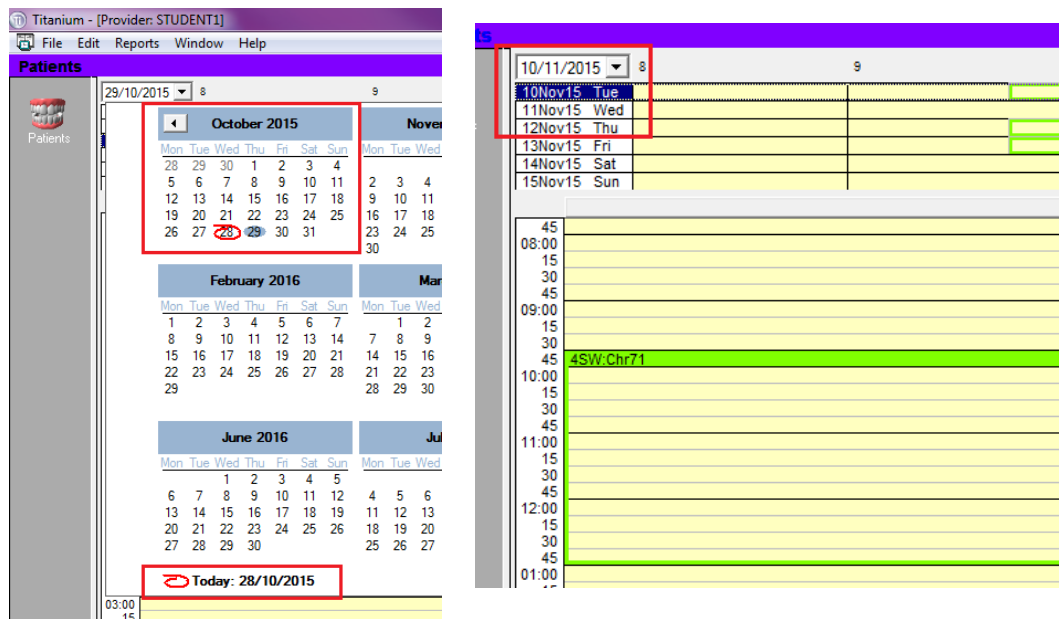 Titanium - [Provider: STUDENT1]
File Edit Reports Window Help
Patients
Patients
29/10/2015 8 9
October 2015
Mon Tue Wed Thu Fri Sat Sun
28 29 30 1 2 3 4
5 6 7 8 9 10 11
12 13 14 15 16 17 18
19 20 21 22 23 24 25
26 27 28 29 30 31
Nover
Mon Tue Wed
2 3 4
9 10 11
16 17 18
23 24 25
30
February 2016
Mon Tue Wed Thu Fri Sat Sun
1 2 3 4 5 6 7
8 9 10 11 12 13 14
15 16 17 18 19 20 21
22 23 24 25 26 27 28
29
Mar
Mon Tue Wed
1 2
7 8 9
14 15 16
21 22 23
28 29 30
June 2016
Mon Tue Wed Thu Fri Sat Sun
1 2 3 4 5
6 7 8 9 10 11 12
13 14 15 16 17 18 19
20 21 22 23 24 25 26
27 28 29 30
Jul
Mon Tue Wed
4 5 6
11 12 13
18 19 20
25 26 27
Today: 28/10/2015
03:00
15
ts
10/11/2015 8 9
10Nov15 Tue
11Nov15 Wed
12Nov15 Thu
13Nov15 Fri
14Nov15 Sat
15Nov15 Sun
45
08:00
15
30
45
09:00
15
30
45 4SW:Chr71
10:00
15
30
45
11:00
15
30
45
12:00
15
30
45
01:00